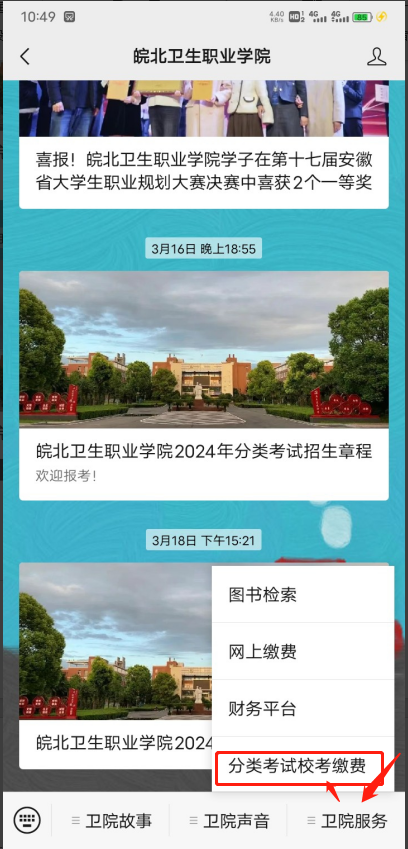 10:49
4.40 KB/s HD 1 2 4G 4G 85
皖北卫生职业学院
喜报！皖北卫生职业学院学子在第十七届安徽
省大学生职业规划大赛决赛中喜获2个一等奖
3月16日 晚上18:55
皖北卫生职业学院2024年分类考试招生章程
欢迎报考！
3月18日 下午15:21
皖北卫生职业学院2024
图书检索
网上缴费
财务平台
分类考试校考缴费
卫院故事
卫院声音
卫院服务